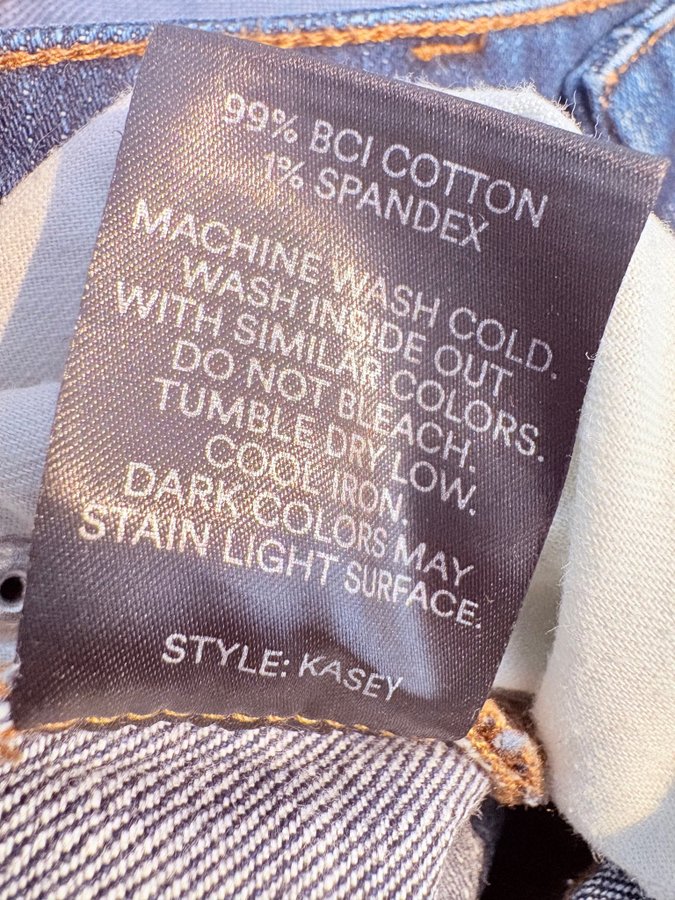 99% BCI COTTON
1% SPANDEX
MACHINE WASH COLD.
WASH INSIDE OUT
WITH SIMILAR COLORS.
DO NOT BLEACH.
TUMBLE DRY LOW.
COOL IRON.
DARK COLORS MAY
STAIN LIGHT SURFACE.
STYLE: KASEY